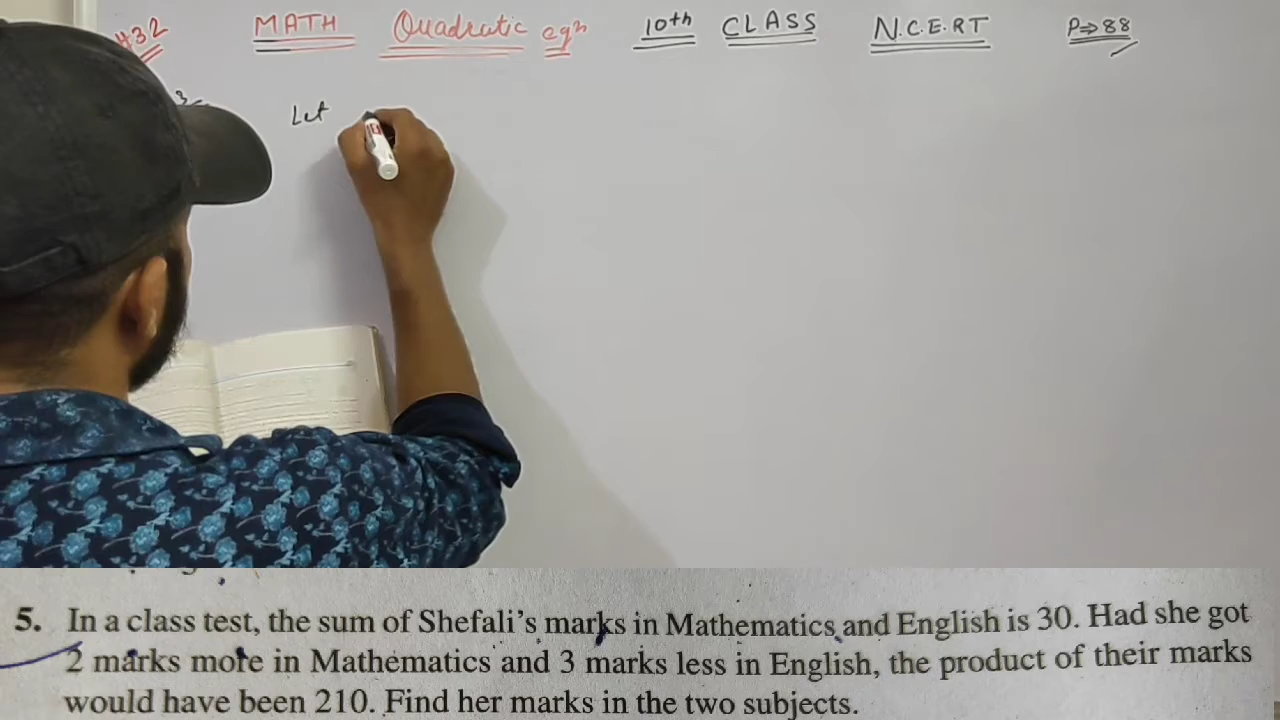 #32 MATH Quadratic eqn 10th CLASS N.C.E.RT P⇒88
Let
5. In a class test, the sum of Shefali's marks in Mathematics and English is 30. Had she got
2 marks more in Mathematics and 3 marks less in English, the product of their marks
would have been 210. Find her marks in the two subjects.